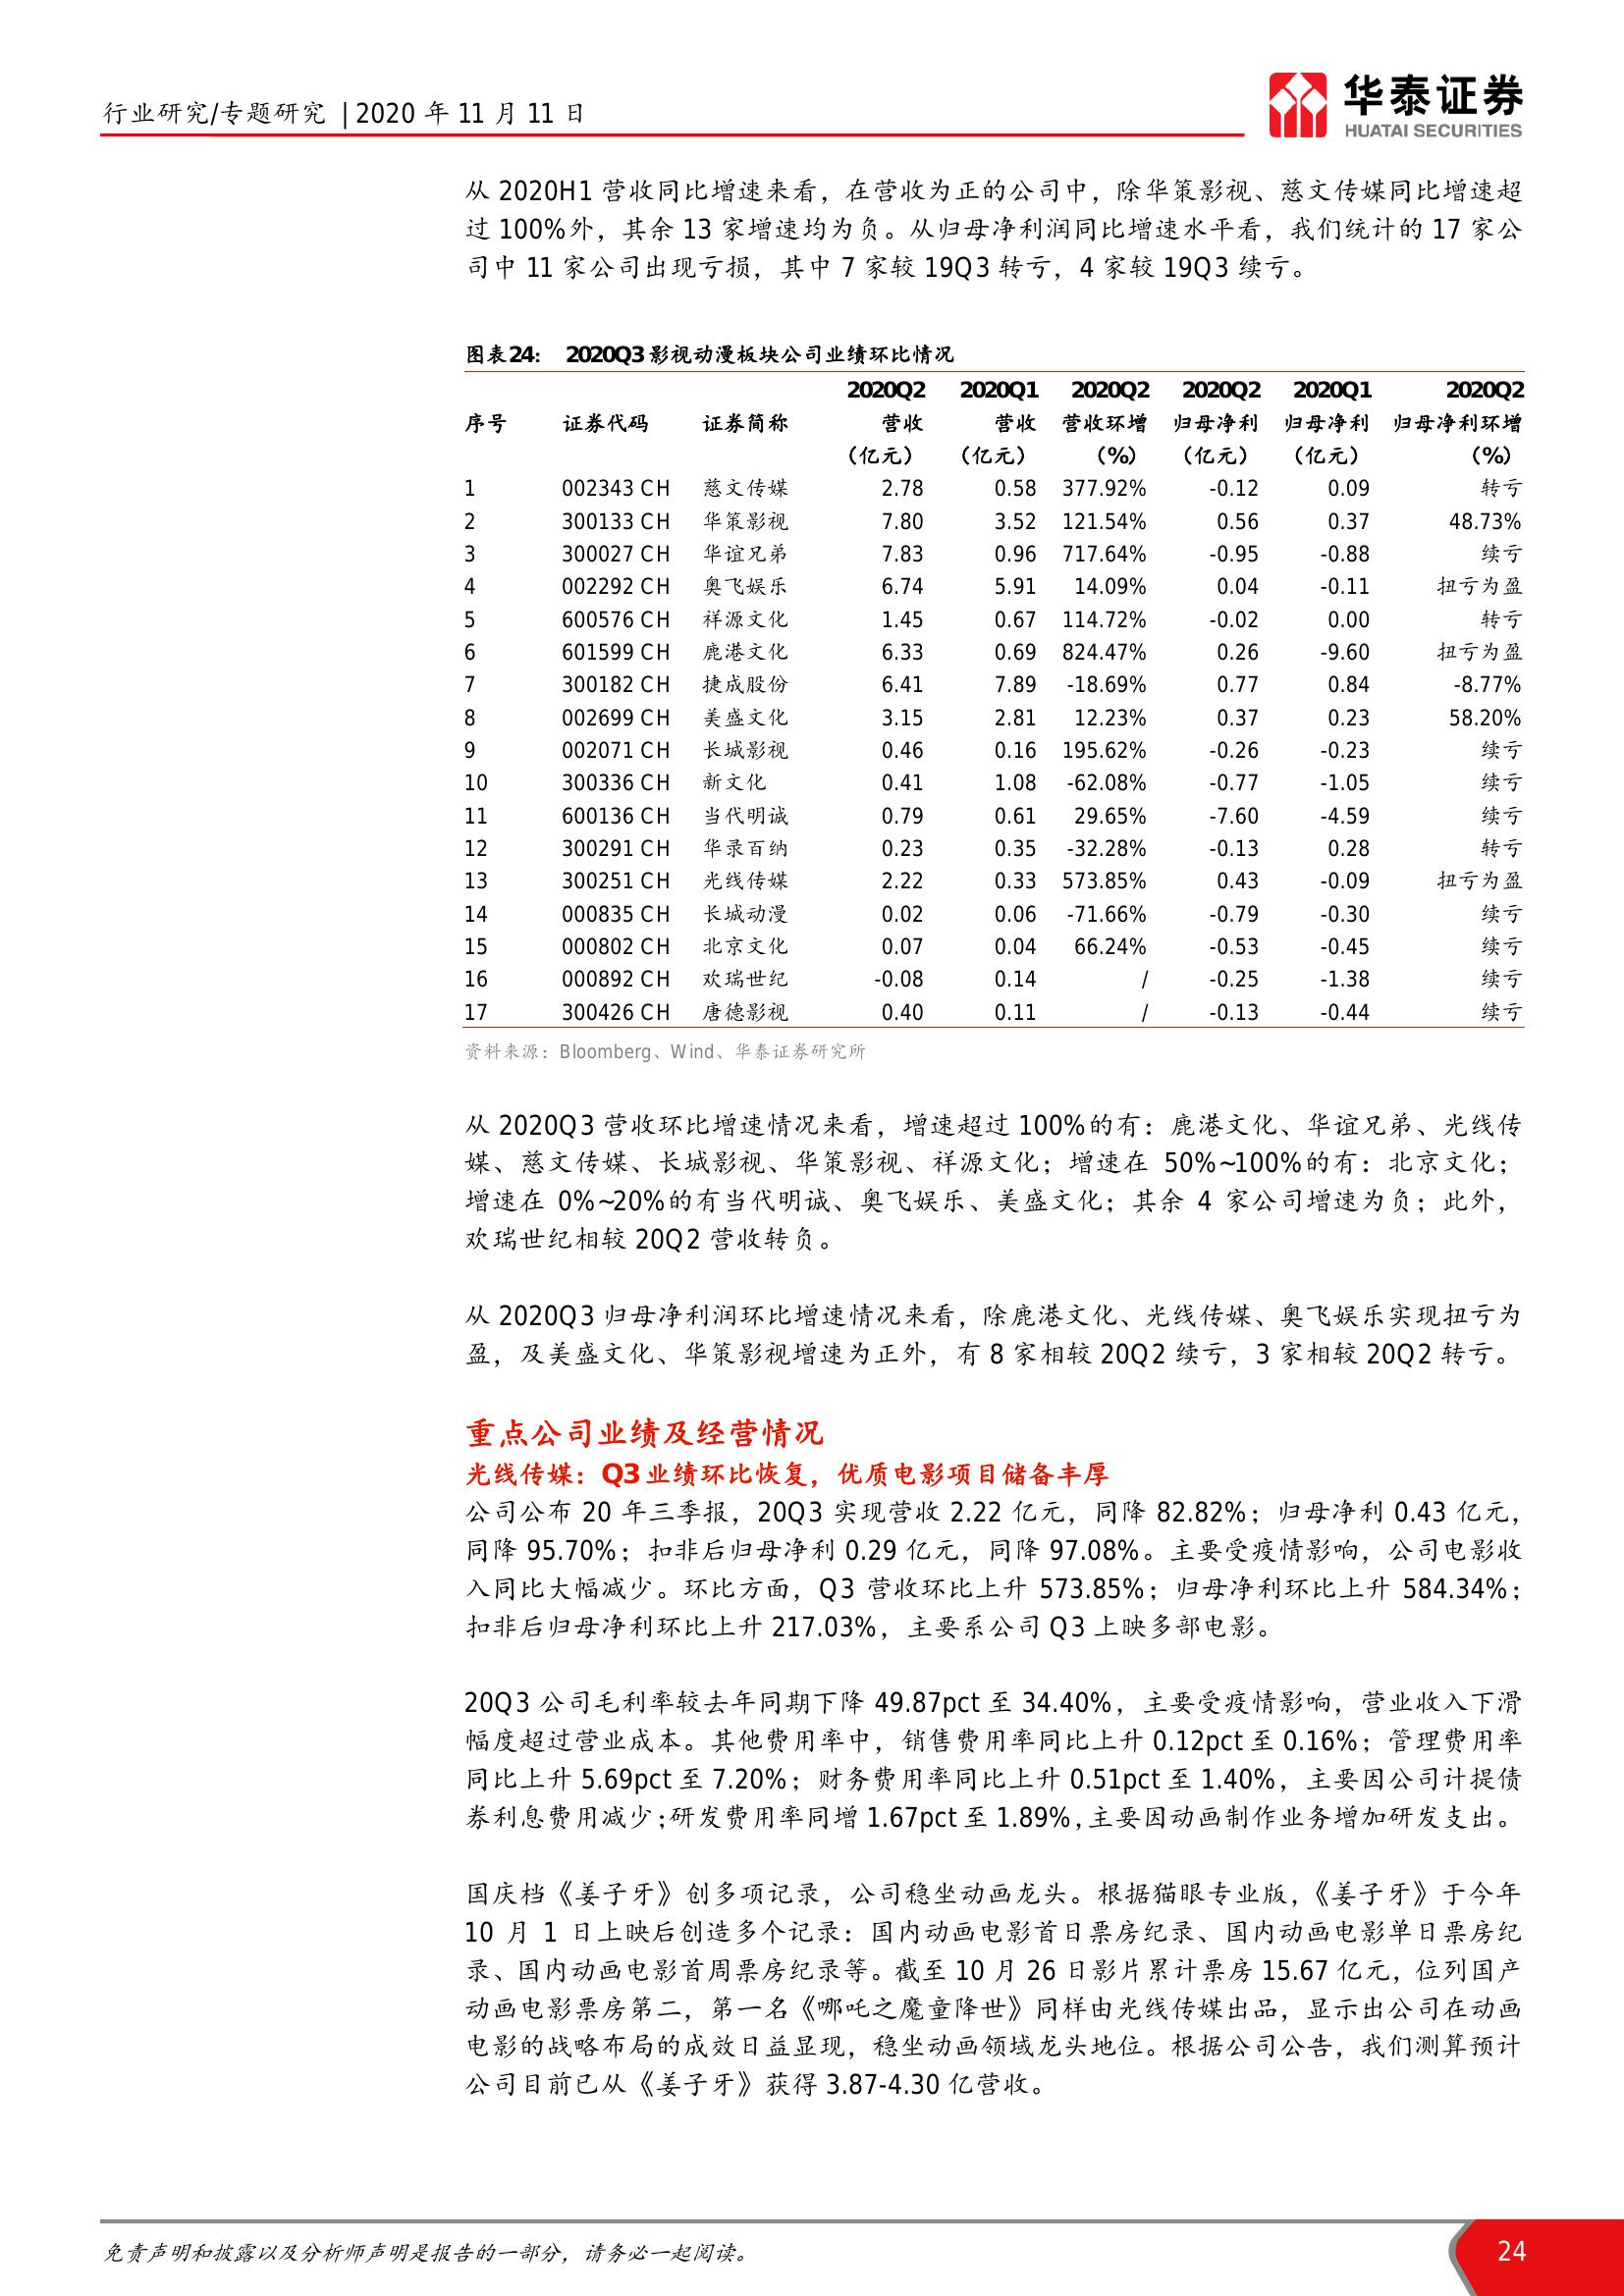 行业研究/专题研究 | 2020 年 11 月 11 日
华泰证券
HUATAI SECURITIES
从 2020H1 营收同比增速来看，在营收为正的公司中，除华策影视、慈文传媒同比增速超
过 100%外，其余 13 家增速均为负。从归母净利润同比增速水平看，我们统计的 17 家公
司中 11 家公司出现亏损，其中 7 家较 19Q3 转亏，4 家较 19Q3 续亏。
图表24： 2020Q3 影视动漫板块公司业绩环比情况
2020Q2 2020Q1 2020Q2 2020Q2 2020Q1 2020Q2
序号 证券代码 证券简称 营收 营收 营收环增 归母净利 归母净利 归母净利环增
（亿元） （亿元） （%） （亿元） （亿元） （%）
1 002343 CH 慈文传媒 2.78 0.58 377.92% -0.12 0.09 转亏
2 300133 CH 华策影视 7.80 3.52 121.54% 0.56 0.37 48.73%
3 300027 CH 华谊兄弟 7.83 0.96 717.64% -0.95 -0.88 续亏
4 002292 CH 奥飞娱乐 6.74 5.91 14.09% 0.04 -0.11 扭亏为盈
5 600576 CH 祥源文化 1.45 0.67 114.72% -0.02 0.00 转亏
6 601599 CH 鹿港文化 6.33 0.69 824.47% 0.26 -9.60 扭亏为盈
7 300182 CH 捷成股份 6.41 7.89 -18.69% 0.77 0.84 -8.77%
8 002699 CH 美盛文化 3.15 2.81 12.23% 0.37 0.23 58.20%
9 002071 CH 长城影视 0.46 0.16 195.62% -0.26 -0.23 续亏
10 300336 CH 新文化 0.41 1.08 -62.08% -0.77 -1.05 续亏
11 600136 CH 当代明诚 0.79 0.61 29.65% -7.60 -4.59 续亏
12 300291 CH 华录百纳 0.23 0.35 -32.28% -0.13 0.28 转亏
13 300251 CH 光线传媒 2.22 0.33 573.85% 0.43 -0.09 扭亏为盈
14 000835 CH 长城动漫 0.02 0.06 -71.66% -0.79 -0.30 续亏
15 000802 CH 北京文化 0.07 0.04 66.24% -0.53 -0.45 续亏
16 000892 CH 欢瑞世纪 -0.08 0.14 / -0.25 -1.38 续亏
17 300426 CH 唐德影视 0.40 0.11 / -0.13 -0.44 续亏
资料来源：Bloomberg、Wind、华泰证券研究所
从 2020Q3 营收环比增速情况来看，增速超过 100%的有：鹿港文化、华谊兄弟、光线传
媒、慈文传媒、长城影视、华策影视、祥源文化；增速在 50%~100%的有：北京文化；
增速在 0%~20%的有当代明诚、奥飞娱乐、美盛文化；其余 4 家公司增速为负；此外，
欢瑞世纪相较 20Q2 营收转负。
从 2020Q3 归母净利润环比增速情况来看，除鹿港文化、光线传媒、奥飞娱乐实现扭亏为
盈，及美盛文化、华策影视增速为正外，有 8 家相较 20Q2 续亏，3 家相较 20Q2 转亏。
重点公司业绩及经营情况
光线传媒：Q3 业绩环比恢复，优质电影项目储备丰厚
公司公布 20 年三季报，20Q3 实现营收 2.22 亿元，同降 82.82%；归母净利 0.43 亿元，
同降 95.70%；扣非后归母净利 0.29 亿元，同降 97.08%。主要受疫情影响，公司电影收
入同比大幅减少。环比方面，Q3 营收环比上升 573.85%；归母净利环比上升 584.34%；
扣非后归母净利环比上升 217.03%，主要系公司 Q3 上映多部电影。
20Q3 公司毛利率较去年同期下降 49.87pct 至 34.40%，主要受疫情影响，营业收入下滑
幅度超过营业成本。其他费用率中，销售费用率同比上升 0.12pct 至 0.16%；管理费用率
同比上升 5.69pct 至 7.20%；财务费用率同比上升 0.51pct 至 1.40%，主要因公司计提债
券利息费用减少；研发费用率同增 1.67pct 至 1.89%，主要因动画制作业务增加研发支出。
国庆档《姜子牙》创多项记录，公司稳坐动画龙头。根据猫眼专业版，《姜子牙》于今年
10 月 1 日上映后创造多个记录：国内动画电影首日票房纪录、国内动画电影单日票房纪
录、国内动画电影首周票房纪录等。截至 10 月 26 日影片累计票房 15.67 亿元，位列国产
动画电影票房第二，第一名《哪吒之魔童降世》同样由光线传媒出品，显示出公司在动画
电影的战略布局的成效日益显现，稳坐动画领域龙头地位。根据公司公告，我们测算预计
公司目前已从《姜子牙》获得 3.87-4.30 亿营收。
免责声明和披露以及分析师声明是报告的一部分，请务必一起阅读。
24